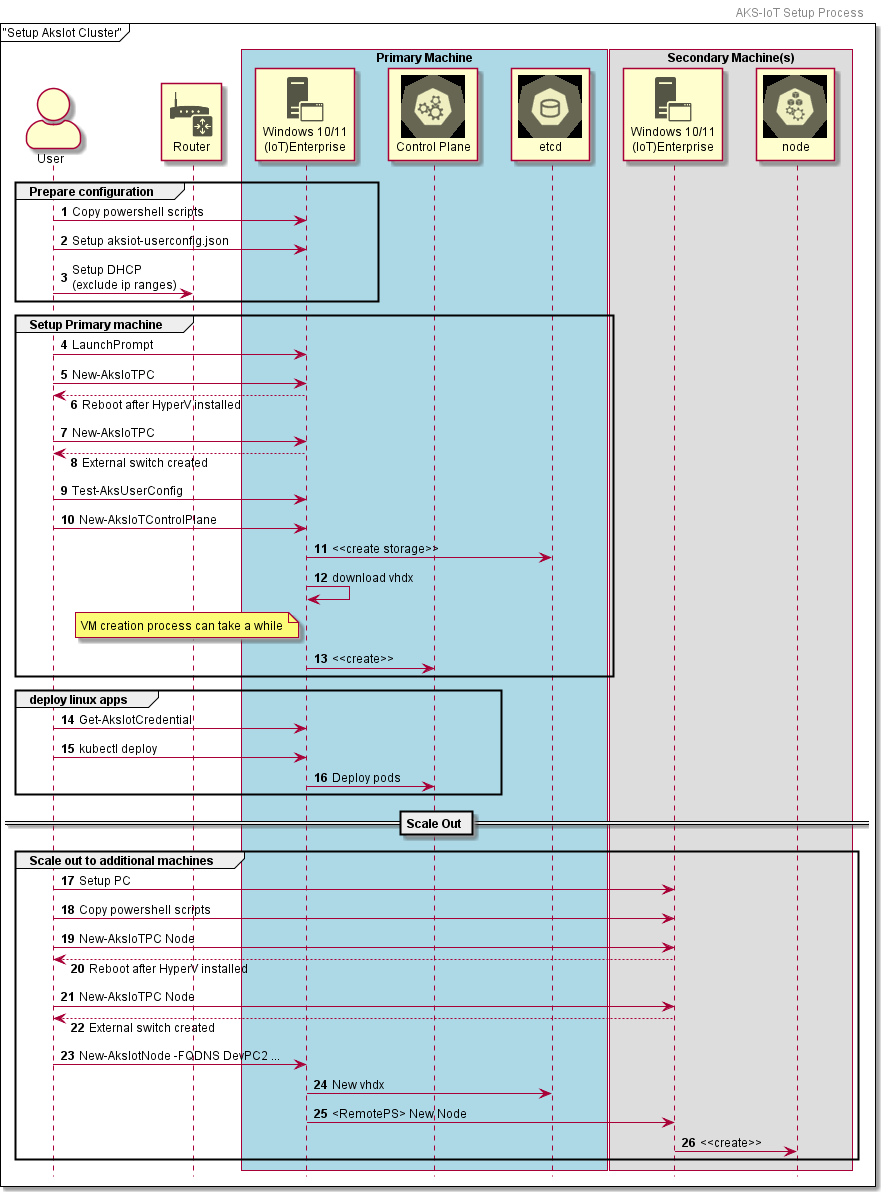 AKS-IoT Setup Process
"Setup AksIot Cluster"
Primary Machine
Secondary Machine(s)
User
Router
Windows 10/11
(IoT)Enterprise
Control Plane
etcd
Windows 10/11
(IoT)Enterprise
node
Prepare configuration
1 Copy powershell scripts
2 Setup aksiot-userconfig.json
3 Setup DHCP
(exclude ip ranges)
Setup Primary machine
4 LaunchPrompt
5 New-AksIoTPC
6 Reboot after HyperV installed
7 New-AksIoTPC
8 External switch created
9 Test-AksUserConfig
10 New-AksIoTControlPlane
11 <<create storage>>
12 download vhdx
VM creation process can take a while
13 <<create>>
deploy linux apps
14 Get-AksIotCredential
15 kubectl deploy
16 Deploy pods
Scale Out
Scale out to additional machines
17 Setup PC
18 Copy powershell scripts
19 New-AksIoTPC Node
20 Reboot after HyperV installed
21 New-AksIoTPC Node
22 External switch created
23 New-AksIotNode -FQDNS DevPC2 ...
24 New vhdx
25 <RemotePS> New Node
26 <<create>>